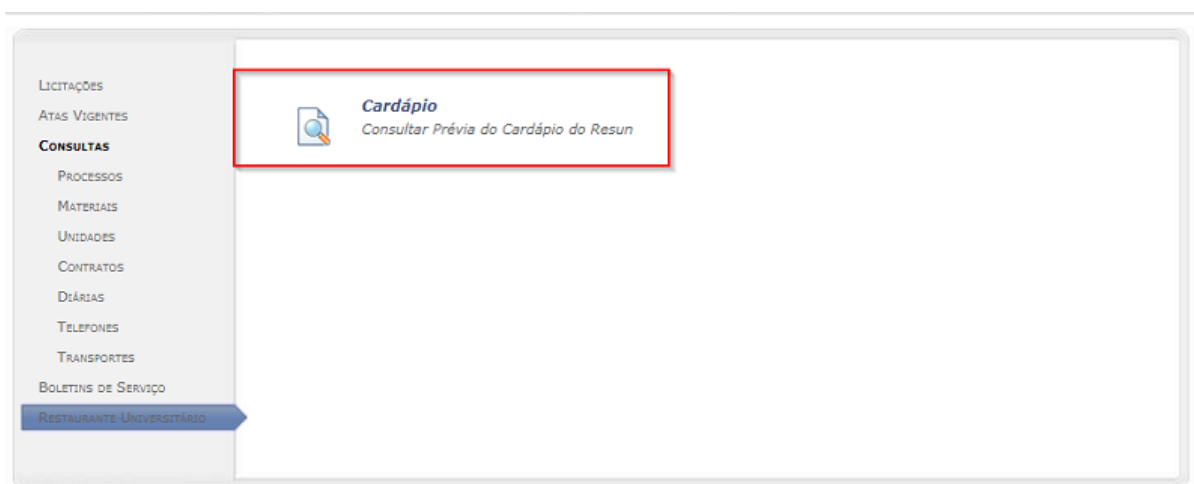 Licitações
Atas Vigentes
Consultas
Processos
Materiais
Unidades
Contratos
Diárias
Telefones
Transportes
Boletins de Serviço
Restaurante Universitário
Cardápio
Consultar Prévia do Cardápio do Resun